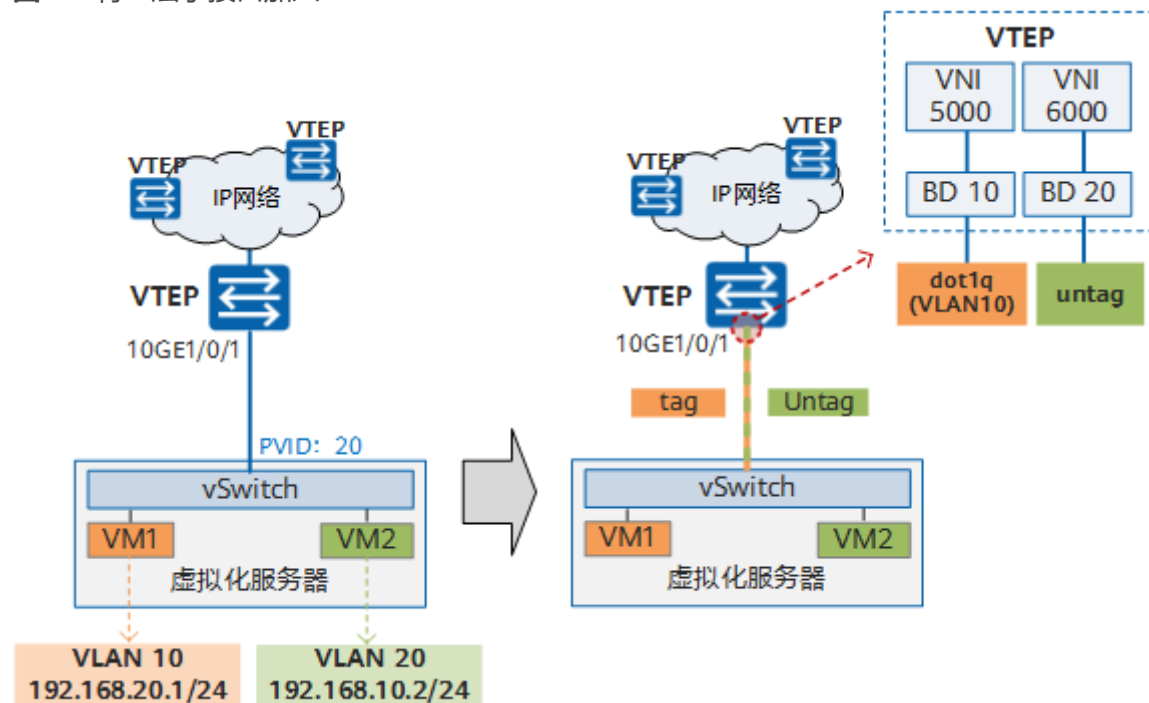 VTEP
VTEP
IP网络
VTEP
10GE1/0/1
PVID：20
vSwitch
VM1
VM2
虚拟化服务器
VLAN 10
192.168.20.1/24
VLAN 20
192.168.10.2/24
VTEP
VTEP
IP网络
VTEP
10GE1/0/1
tag
Untag
vSwitch
VM1
VM2
虚拟化服务器
VTEP
VNI
5000
VNI
6000
BD 10
BD 20
dot1q
(VLAN10)
untag